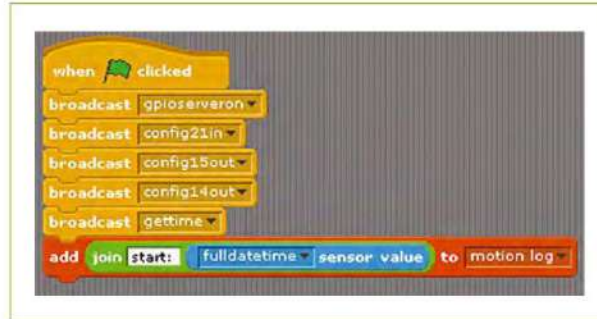 when clicked
broadcast gpioserveron
broadcast config21in
broadcast config15out
broadcast config14out
broadcast gettime
add join start: fulldatetime sensor value to motion log